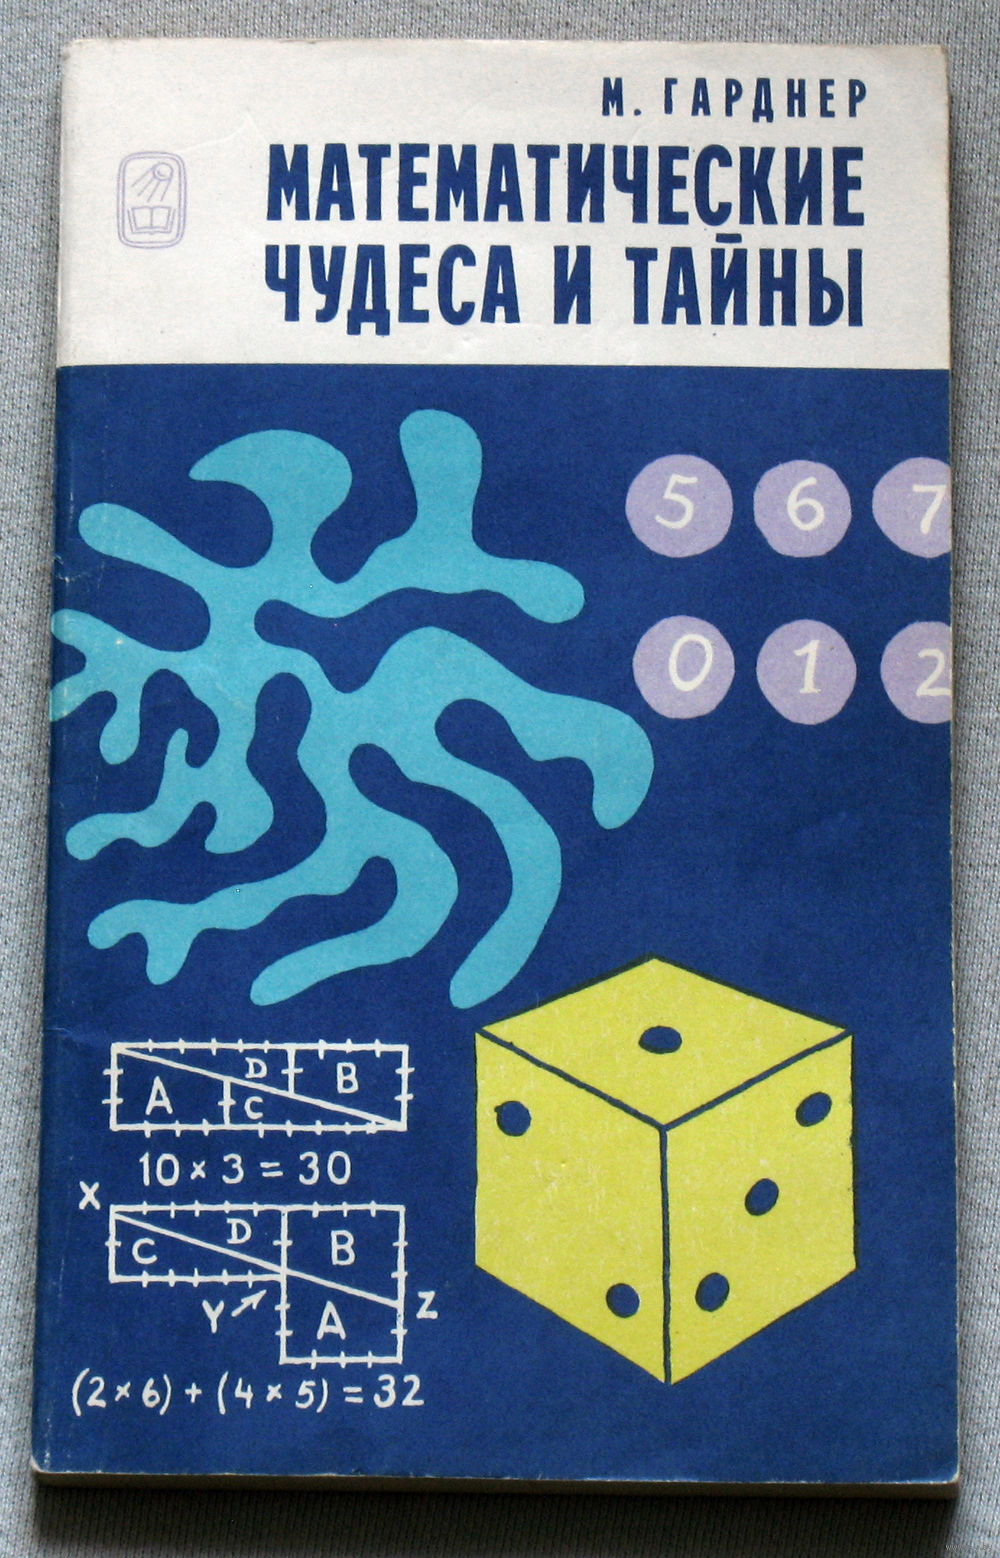 М. ГАРДНЕР
МАТЕМАТИЧЕСКИЕ
ЧУДЕСА И ТАЙНЫ
5 6 7
0 1 2
A D C B
10 × 3 = 30
X
C D B
Y A Z
(2 × 6) + (4 × 5) = 32